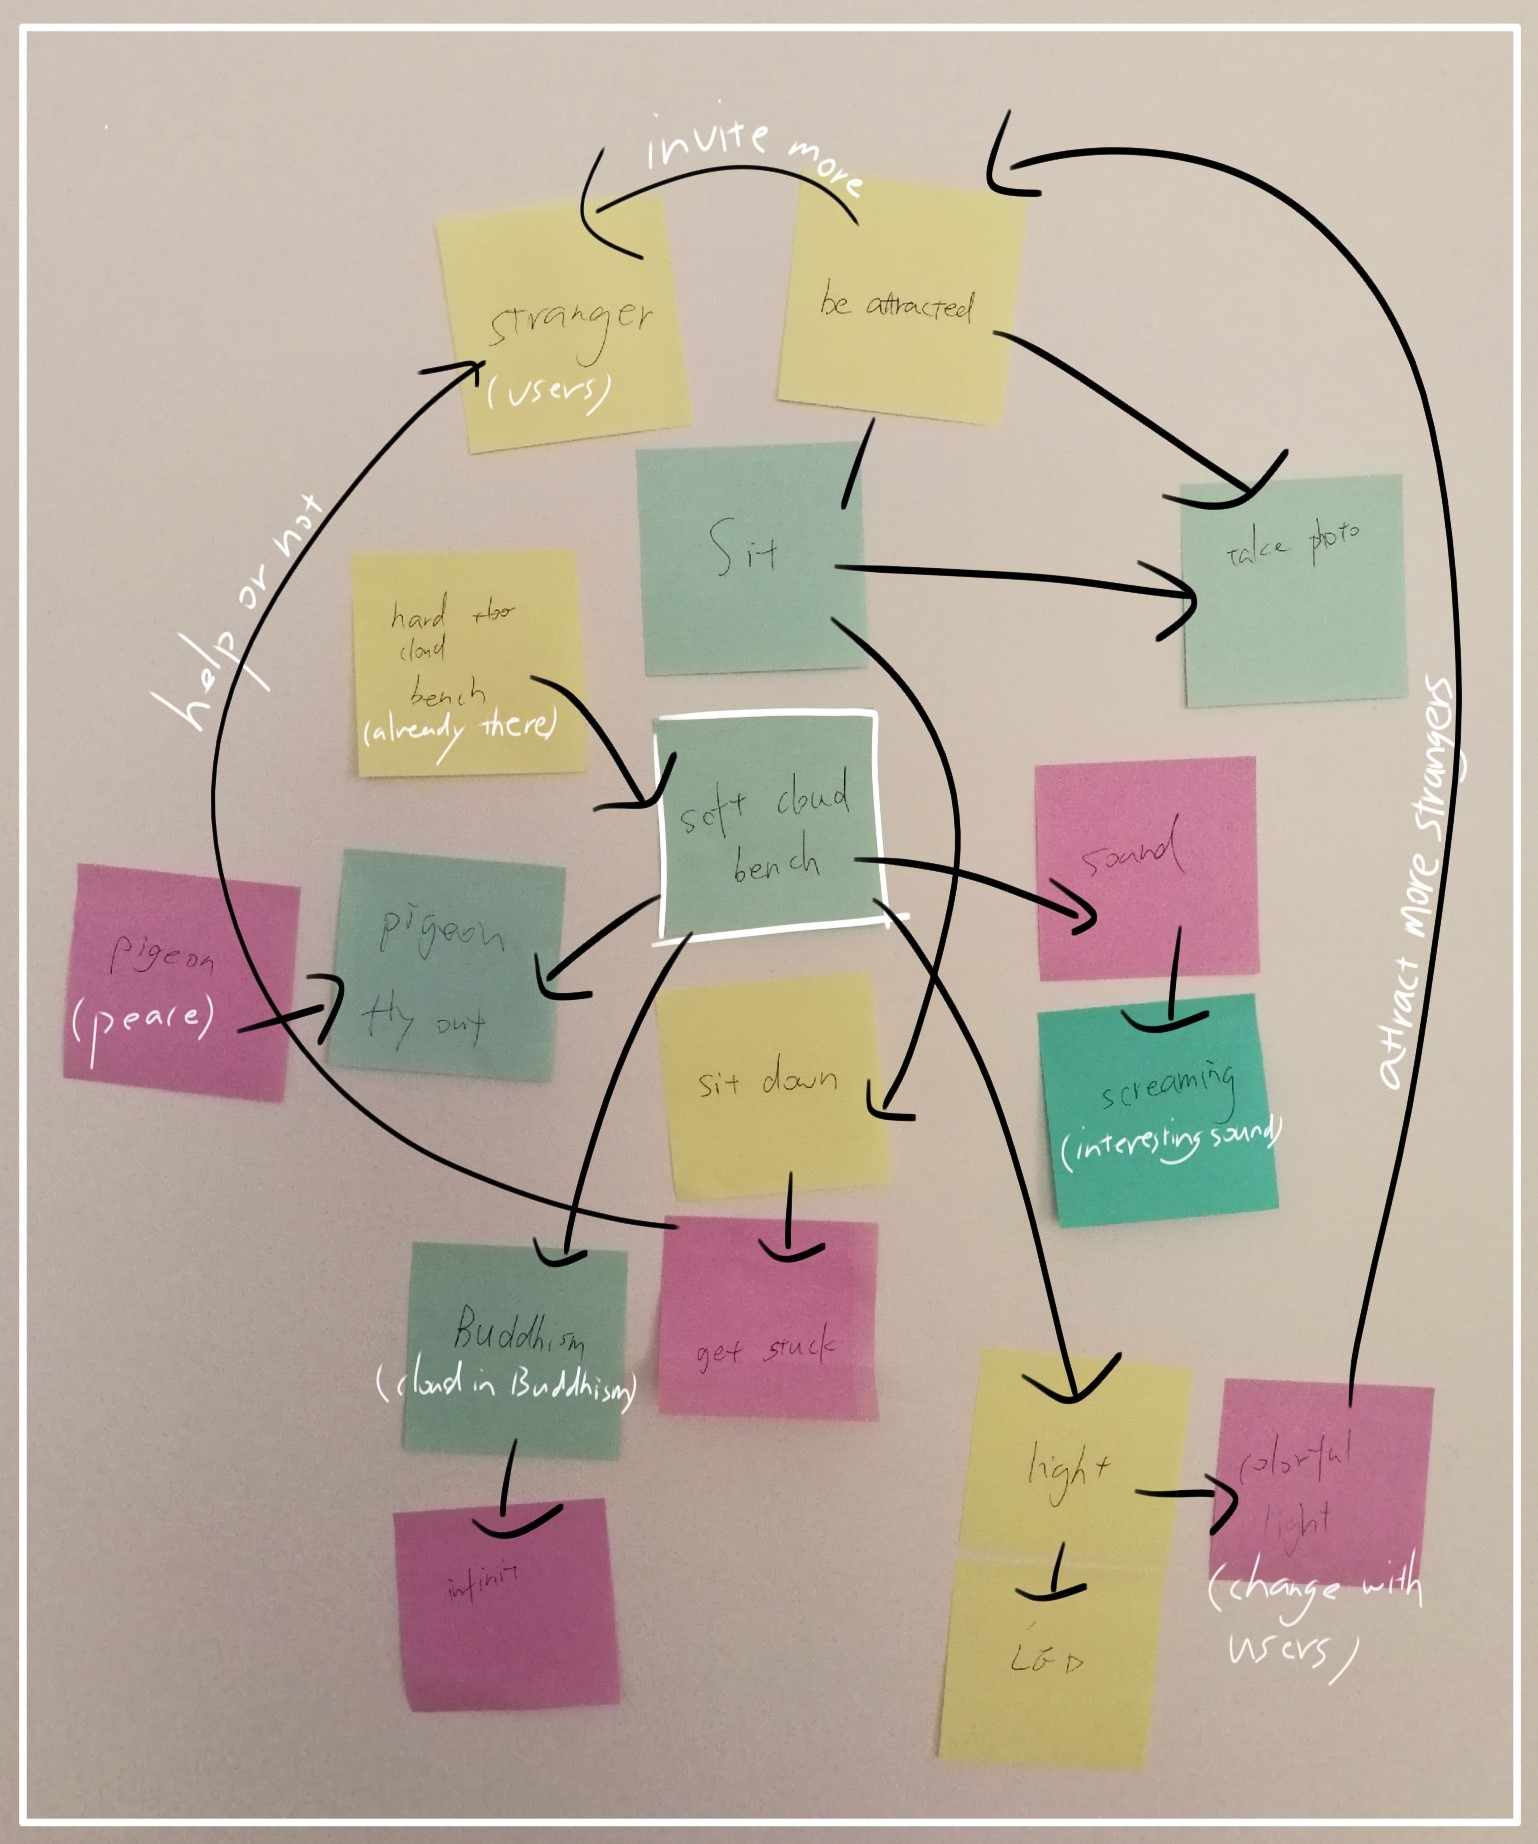 invite more
stranger
(users)
be attracted
Sit
take photo
help or not
hard
cloud
bench
(already there)
soft cloud
bench
sound
attract more strangers
pigeon
(peace)
pigeon
fly out
sit down
screaming
(interesting sound)
Buddhism
(cloud in Buddhism)
get stuck
light
colorful
light
(change with
users)
infinit
LED